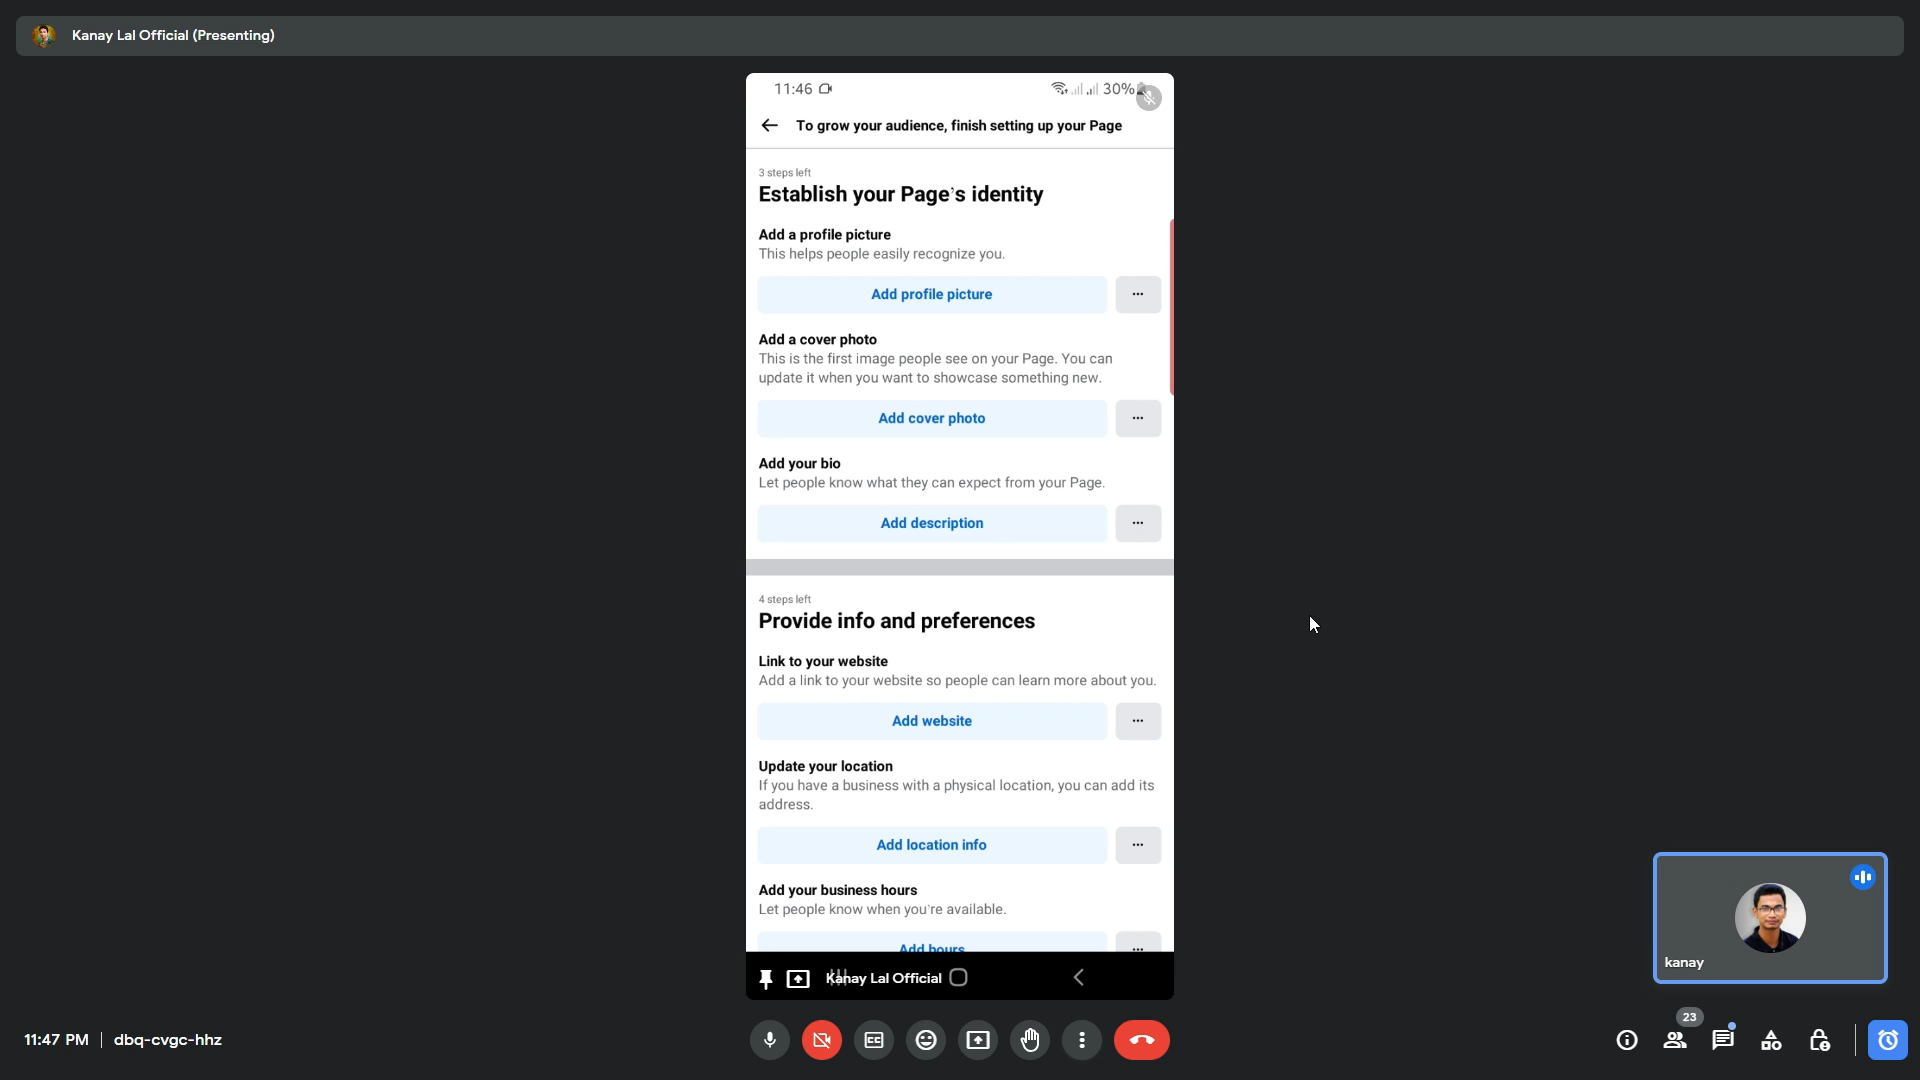 Kanay Lal Official (Presenting)
11:46 30%
To grow your audience, finish setting up your Page
3 steps left
Establish your Page's identity
Add a profile picture
This helps people easily recognize you.
Add profile picture
Add a cover photo
This is the first image people see on your Page. You can
update it when you want to showcase something new.
Add cover photo
Add your bio
Let people know what they can expect from your Page.
Add description
4 steps left
Provide info and preferences
Link to your website
Add a link to your website so people can learn more about you.
Add website
Update your location
If you have a business with a physical location, you can add its
address.
Add location info
Add your business hours
Let people know when you're available.
Add hours
Kanay Lal Official
kanay
11:47 PM | dbq-cvgc-hhz
23